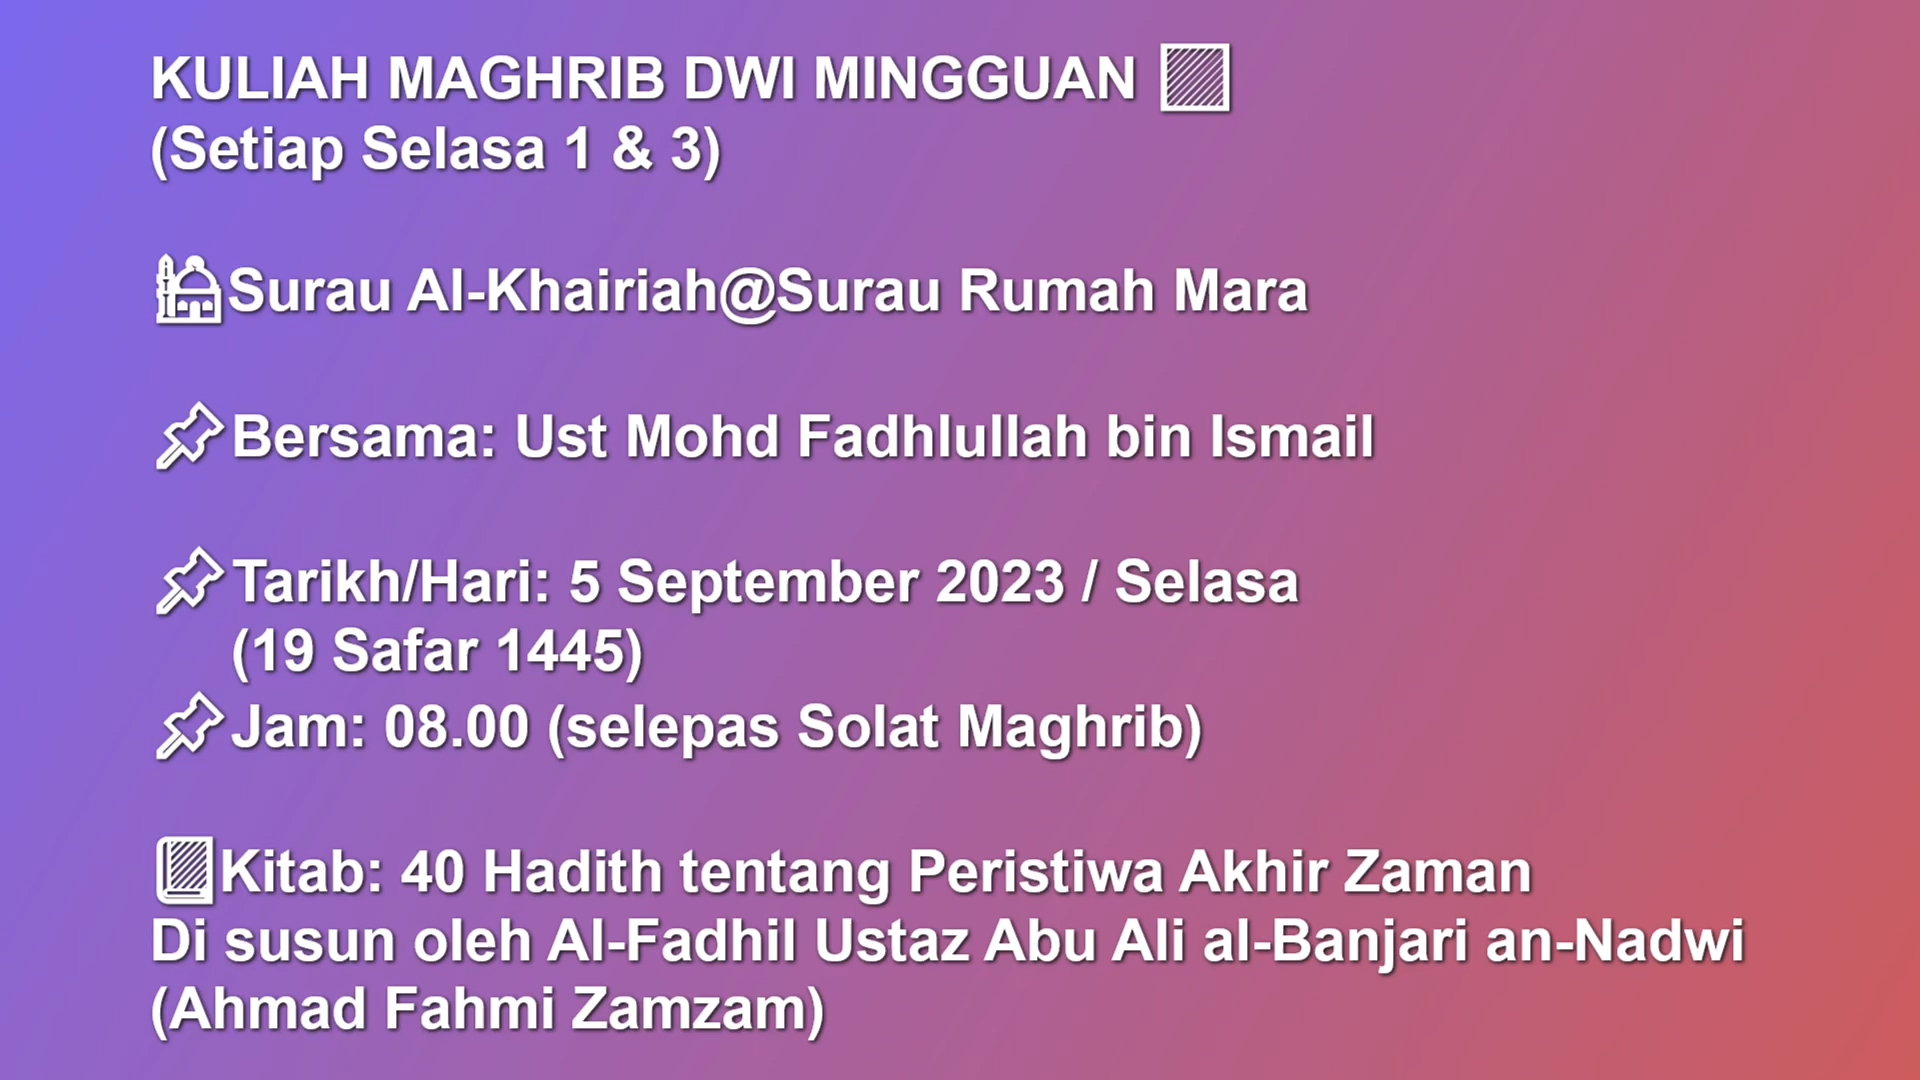 KULIAH MAGHRIB DWI MINGGUAN
(Setiap Selasa 1 & 3)
Surau Al-Khairiah@Surau Rumah Mara
Bersama: Ust Mohd Fadhlullah bin Ismail
Tarikh/Hari: 5 September 2023 / Selasa
(19 Safar 1445)
Jam: 08.00 (selepas Solat Maghrib)
Kitab: 40 Hadith tentang Peristiwa Akhir Zaman
Di susun oleh Al-Fadhil Ustaz Abu Ali al-Banjari an-Nadwi
(Ahmad Fahmi Zamzam)